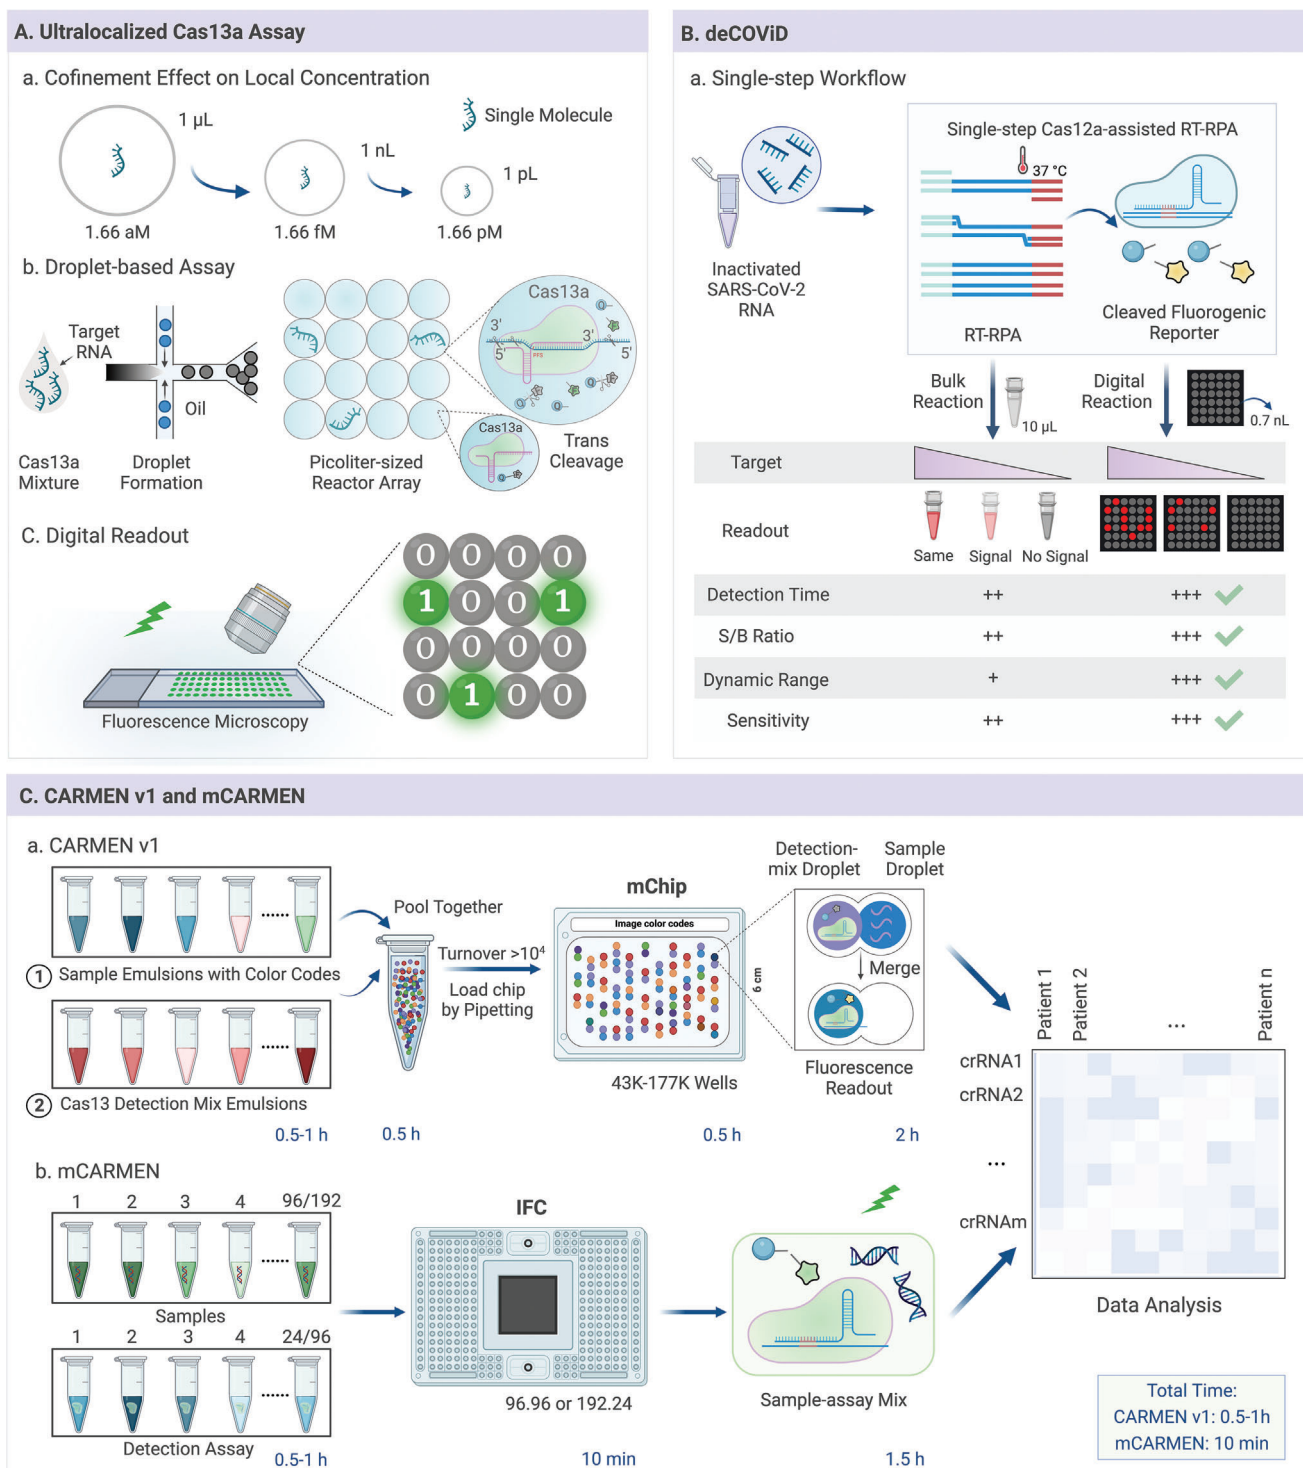 A. Ultralocalized Cas13a Assay
a. Cofinement Effect on Local Concentration
1 µL
1 nL
1 pL
Single Molecule
1.66 aM
1.66 fM
1.66 pM
b. Droplet-based Assay
Target
RNA
Oil
Cas13a
Mixture
Droplet
Formation
Picoliter-sized
Reactor Array
Cas13a
3'
5'
PFS
3'
5'
Q
Q
Q
Cas13a
Q
Trans
Cleavage
C. Digital Readout
0 0 0 0
1 0 0 1
0 0 0 0
0 1 0 0
Fluorescence Microscopy
B. deCOViD
a. Single-step Workflow
Inactivated
SARS-CoV-2
RNA
Single-step Cas12a-assisted RT-RPA
37 °C
RT-RPA
Cleaved Fluorogenic
Reporter
Bulk
Reaction
10 µL
Digital
Reaction
0.7 nL
Target
Readout
Same
Signal
No Signal
Detection Time ++ +++
S/B Ratio ++ +++
Dynamic Range + +++
Sensitivity ++ +++
C. CARMEN v1 and mCARMEN
a. CARMEN v1
......
1 Sample Emulsions with Color Codes
......
2 Cas13 Detection Mix Emulsions
0.5-1 h
Pool Together
0.5 h
Turnover >10⁴
Load chip
by Pipetting
mChip
Image color codes
6 cm
43K-177K Wells
0.5 h
Detection-
mix Droplet
Sample
Droplet
Merge
Fluorescence
Readout
2 h
b. mCARMEN
1 2 3 4 96/192
......
Samples
1 2 3 4 24/96
......
Detection Assay
0.5-1 h
IFC
96.96 or 192.24
10 min
Sample-assay Mix
1.5 h
Patient 1
Patient 2
...
Patient n
crRNA1
crRNA2
...
crRNAm
Data Analysis
Total Time:
CARMEN v1: 0.5-1h
mCARMEN: 10 min